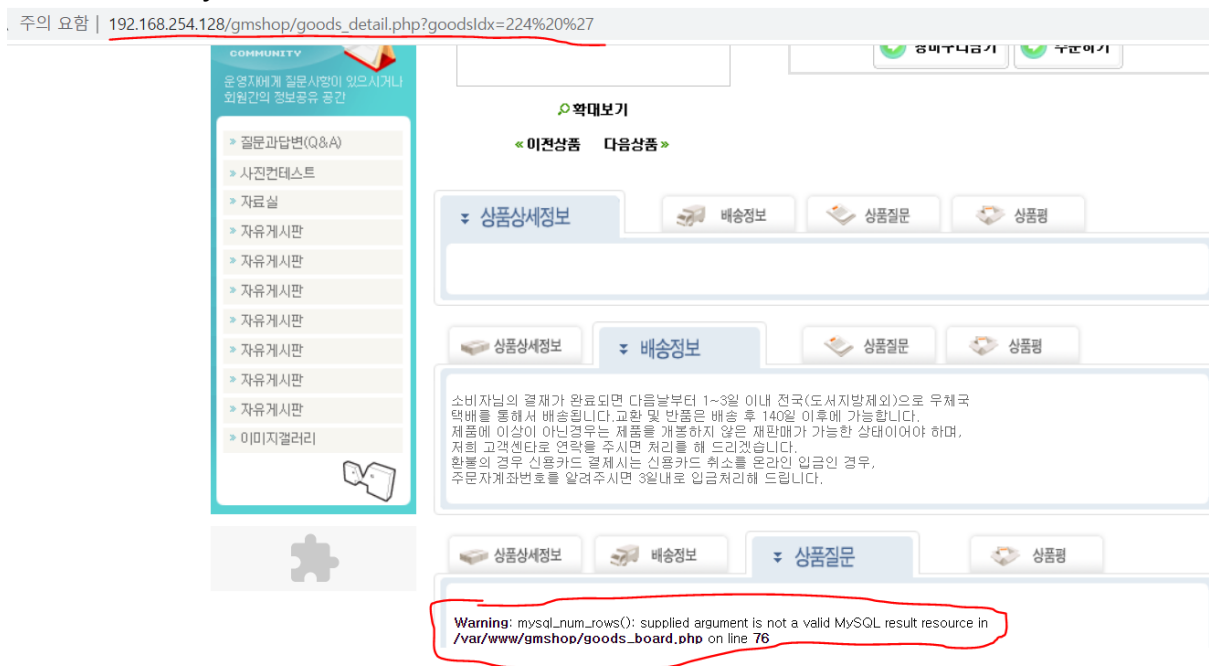 주의 요함 | 192.168.254.128/gmshop/goods_detail.php?goodsIdx=224%20%27
COMMUNITY
운영자에게 질문사항이 있으시거나
회원간의 정보공유 공간
» 질문과답변(Q&A)
» 사진컨테스트
» 자료실
» 자유게시판
» 자유게시판
» 자유게시판
» 자유게시판
» 자유게시판
» 자유게시판
» 자유게시판
» 이미지갤러리
장바구니담기 주문하기
확대보기
« 이전상품 다음상품 »
상품상세정보 배송정보 상품질문 상품평
상품상세정보 배송정보 상품질문 상품평
소비자님의 결재가 완료되면 다음날부터 1~3일 이내 전국(도서지방제외)으로 우체국
택배를 통해서 배송됩니다.교환 및 반품은 배송 후 140일 이후에 가능합니다.
제품에 이상이 아닌경우는 제품을 개봉하지 않은 재판매가 가능한 상태이어야 하며,
저희 고객센타로 연락을 주시면 처리를 해 드리겠습니다.
환불의 경우 신용카드 결제시는 신용카드 취소를 온라인 입금인 경우,
주문자계좌번호를 알려주시면 3일내로 입금처리해 드립니다.
상품상세정보 배송정보 상품질문 상품평
Warning: mysql_num_rows(): supplied argument is not a valid MySQL result resource in
/var/www/gmshop/goods_board.php on line 76